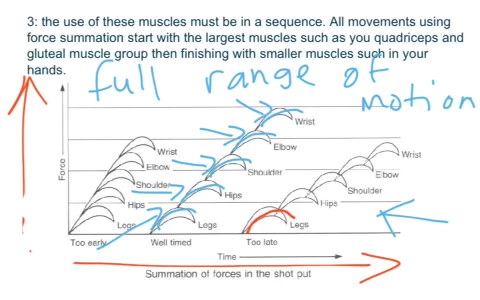 3: the use of these muscles must be in a sequence. All movements using
force summation start with the largest muscles such as you quadriceps and
gluteal muscle group then finishing with smaller muscles such in your
hands.
full range of
motion
Force
Wrist
Elbow
Shoulder
Hips
Legs
Too early
Wrist
Elbow
Shoulder
Hips
Legs
Well timed
Wrist
Elbow
Shoulder
Hips
Legs
Too late
Time
Summation of forces in the shot put